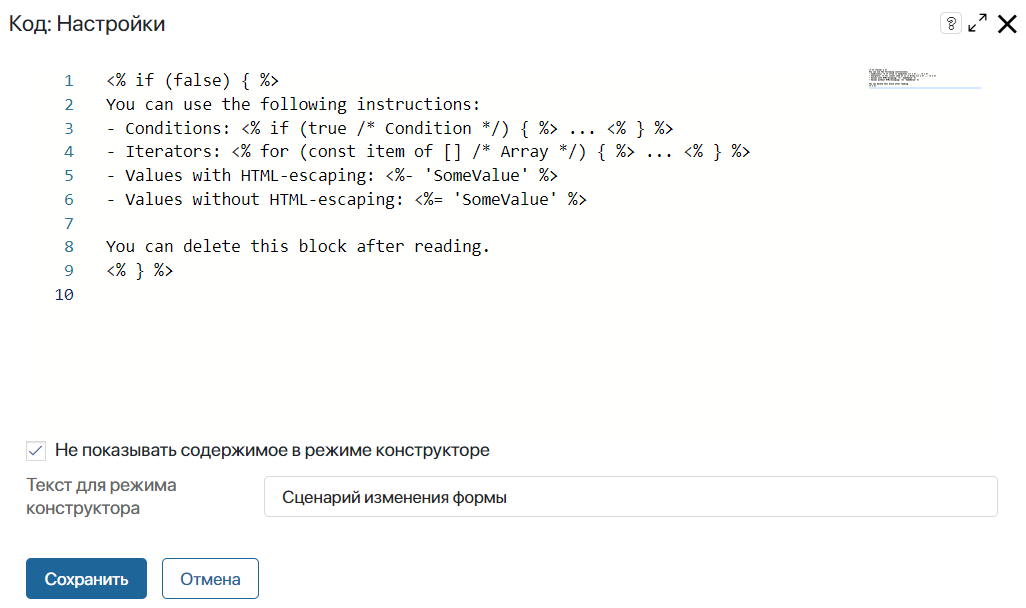 Код: Настройки
?
1 <% if (false) { %>
2 You can use the following instructions:
3 - Conditions: <% if (true /* Condition */) { %> ... <% } %>
4 - Iterators: <% for (const item of [] /* Array */) { %> ... <% } %>
5 - Values with HTML-escaping: <%- 'SomeValue' %>
6 - Values without HTML-escaping: <%= 'SomeValue' %>
7
8 You can delete this block after reading.
9 <% } %>
10
Не показывать содержимое в режиме конструкторе
Текст для режима
конструктора
Сценарий изменения формы
Сохранить
Отмена